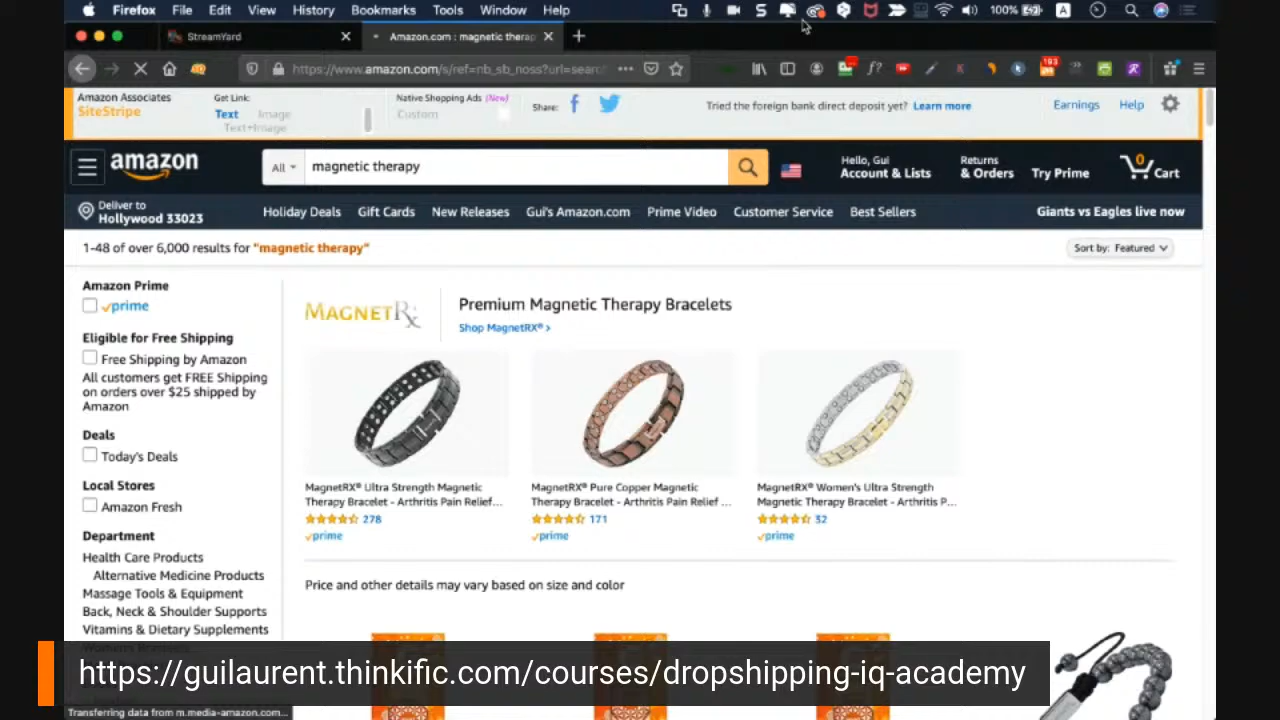 Firefox File Edit View History Bookmarks Tools Window Help
100%
A
StreamYard
Amazon.com : magnetic therap
https://www.amazon.com/s/ref=nb_sb_noss?url=searc
193
Amazon Associates
SiteStripe
Get Link:
Text Image
Text+Image
Native Shopping Ads (New)
Custom
Share:
Tried the foreign bank direct deposit yet? Learn more
Earnings Help
amazon
All
magnetic therapy
Hello, Gui
Account & Lists
Returns
& Orders
Try Prime
0
Cart
Deliver to
Hollywood 33023
Holiday Deals Gift Cards New Releases Gui's Amazon.com Prime Video Customer Service Best Sellers
Giants vs Eagles live now
1-48 of over 6,000 results for "magnetic therapy"
Sort by: Featured
Amazon Prime
prime
Eligible for Free Shipping
Free Shipping by Amazon
All customers get FREE Shipping
on orders over $25 shipped by
Amazon
Deals
Today's Deals
Local Stores
Amazon Fresh
Department
Health Care Products
Alternative Medicine Products
Massage Tools & Equipment
Back, Neck & Shoulder Supports
Vitamins & Dietary Supplements
MAGNETRX
Premium Magnetic Therapy Bracelets
Shop MagnetRX® ›
MagnetRX® Ultra Strength Magnetic
Therapy Bracelet - Arthritis Pain Relief...
278
prime
MagnetRX® Pure Copper Magnetic
Therapy Bracelet - Arthritis Pain Relief ...
171
prime
MagnetRX® Women's Ultra Strength
Magnetic Therapy Bracelet - Arthritis P...
32
prime
Price and other details may vary based on size and color
https://guilaurent.thinkific.com/courses/dropshipping-iq-academy
Transferring data from m.media-amazon.com...